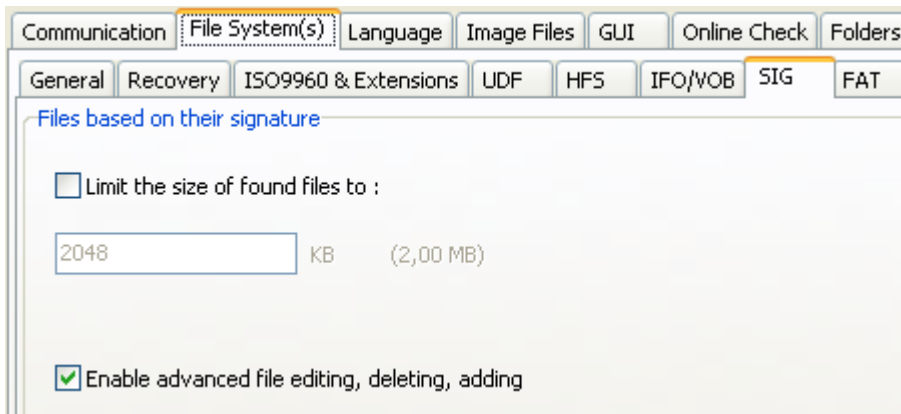 Communication File System(s) Language Image Files GUI Online Check Folders
General Recovery ISO9960 & Extensions UDF HFS IFO/VOB SIG FAT
Files based on their signature
Limit the size of found files to :
2048 KB (2,00 MB)
Enable advanced file editing, deleting, adding